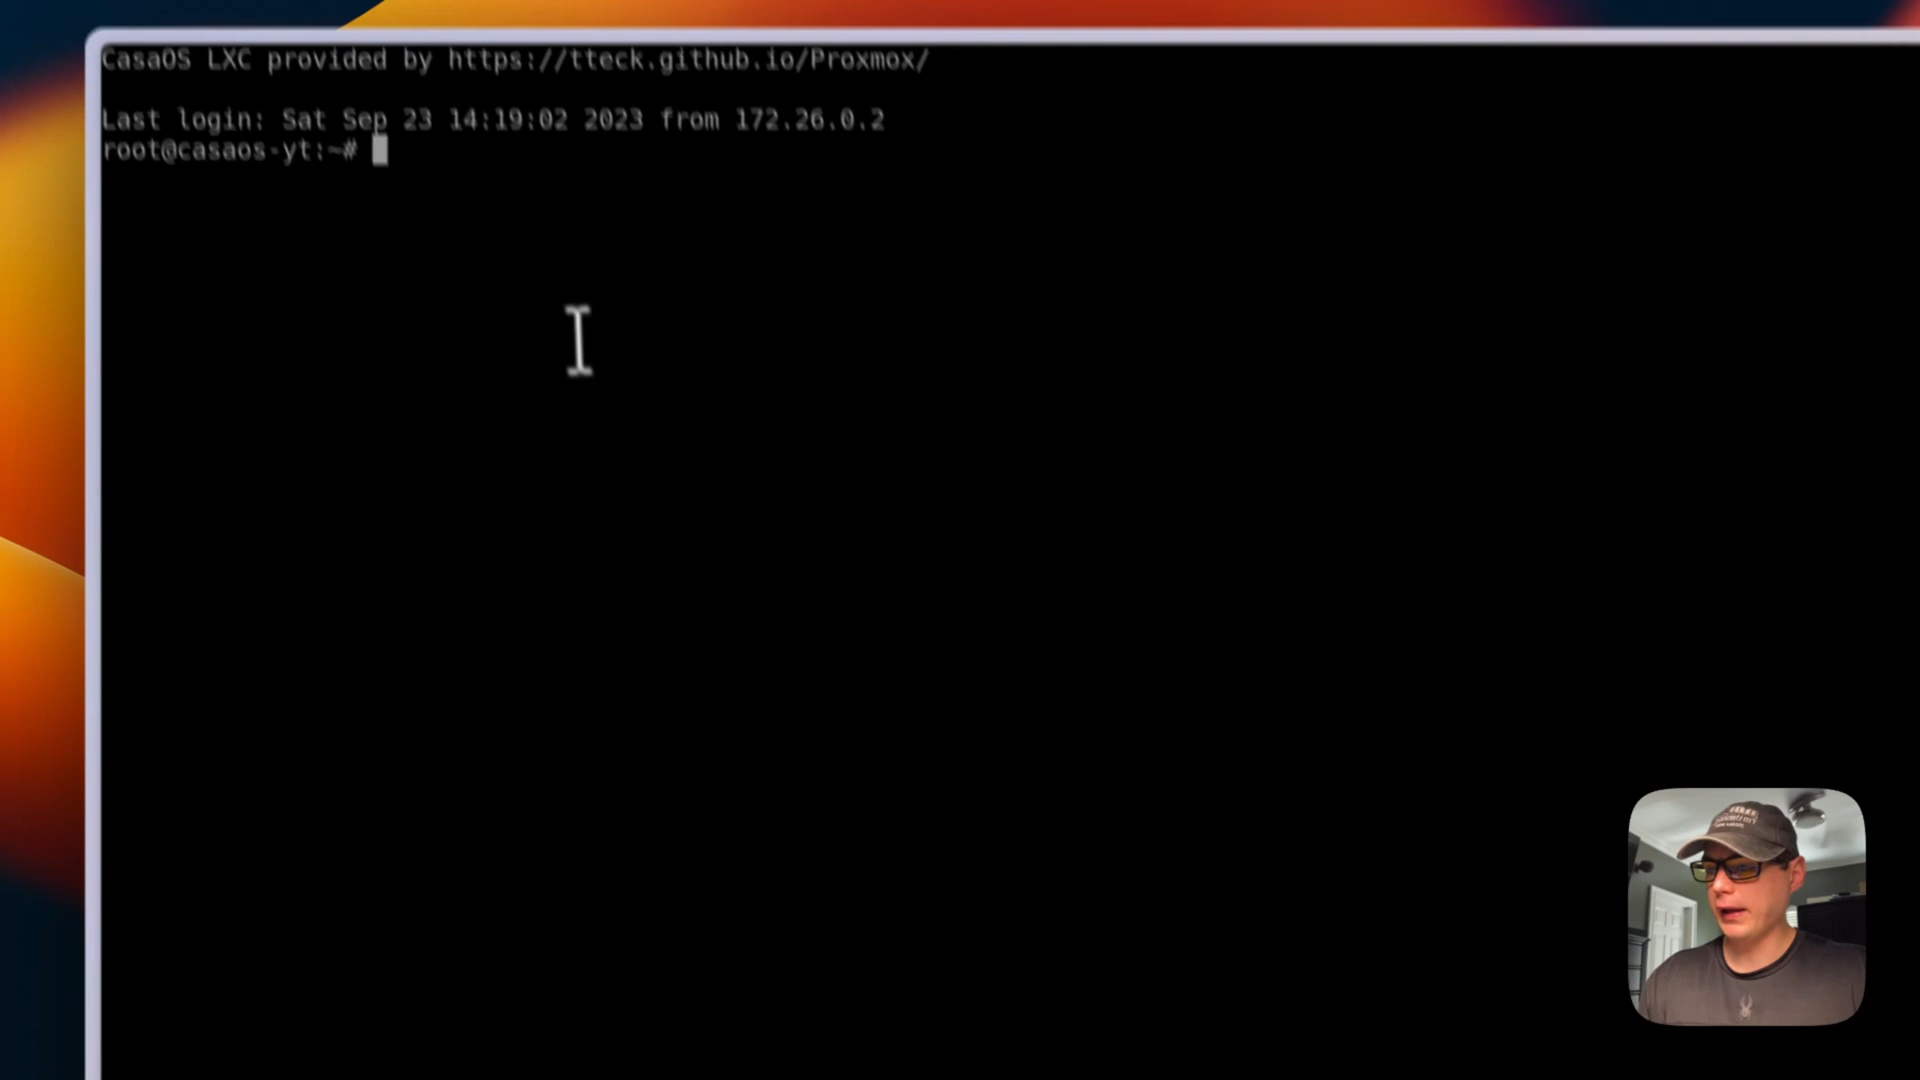 CasaOS LXC provided by https://tteck.github.io/Proxmox/
Last login: Sat Sep 23 14:19:02 2023 from 172.26.0.2
root@casaos-yt:~#